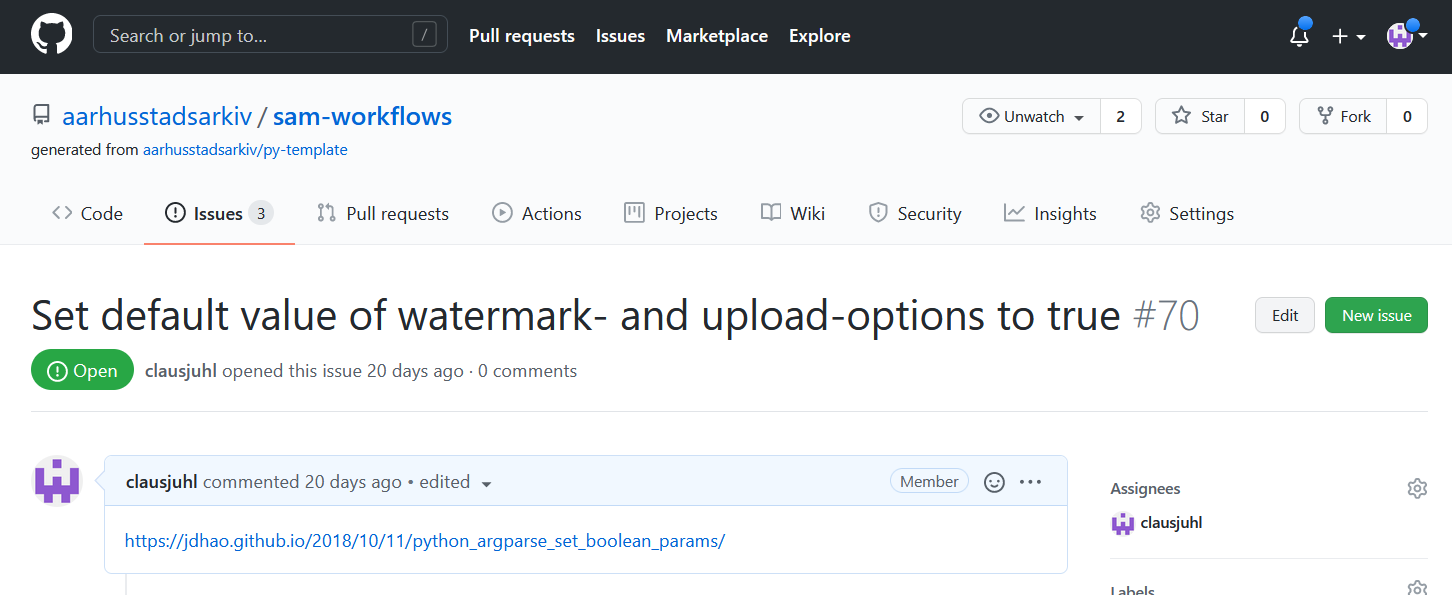 Search or jump to... /
Pull requests Issues Marketplace Explore
aarhusstadsarkiv / sam-workflows
Unwatch 2 Star 0 Fork 0
generated from aarhusstadsarkiv/py-template
Code Issues 3 Pull requests Actions Projects Wiki Security Insights Settings
Set default value of watermark- and upload-options to true #70
Edit New issue
Open clausjuhl opened this issue 20 days ago · 0 comments
clausjuhl commented 20 days ago • edited
Member
https://jdhao.github.io/2018/10/11/python_argparse_set_boolean_params/
Assignees
clausjuhl
Labels